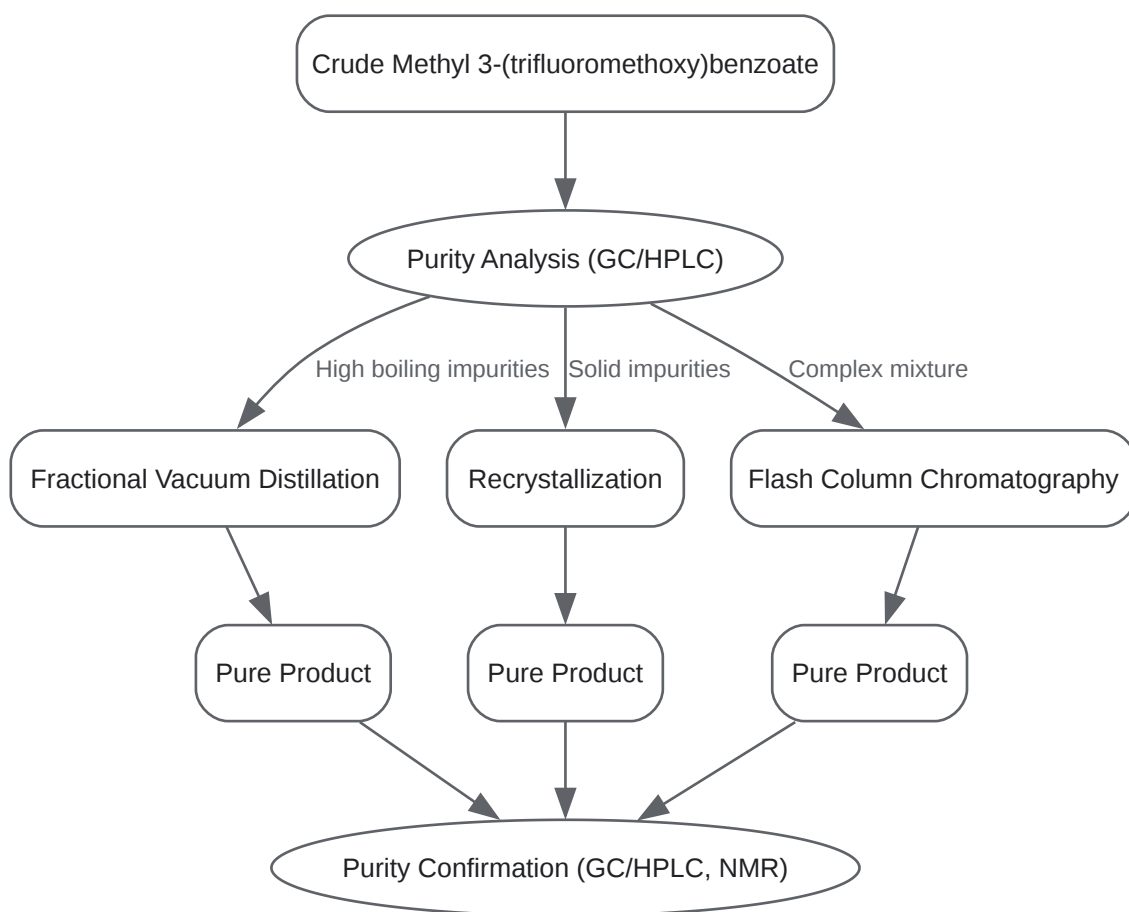 Crude Methyl 3-(trifluoromethoxy)benzoate
Purity Analysis (GC/HPLC)
High boiling impurities
Solid impurities
Complex mixture
Fractional Vacuum Distillation
Recrystallization
Flash Column Chromatography
Pure Product
Pure Product
Pure Product
Purity Confirmation (GC/HPLC, NMR)